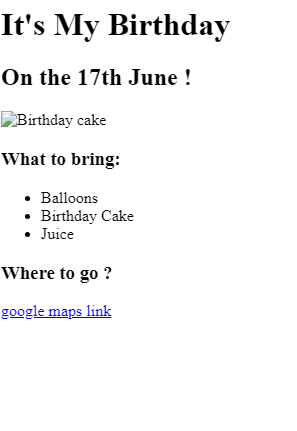 It's My Birthday
On the 17th June !
Birthday cake
What to bring:
Balloons
Birthday Cake
Juice
Where to go ?
google maps link